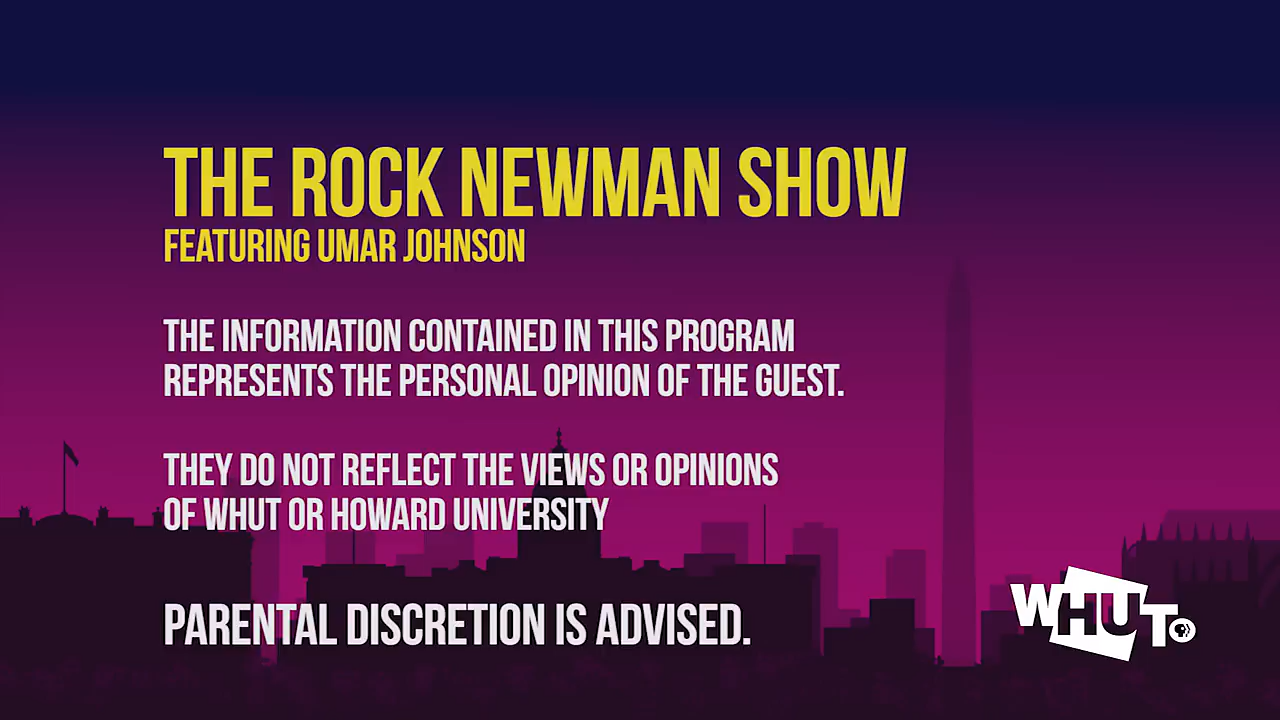 THE ROCK NEWMAN SHOW
FEATURING UMAR JOHNSON
THE INFORMATION CONTAINED IN THIS PROGRAM
REPRESENTS THE PERSONAL OPINION OF THE GUEST.
THEY DO NOT REFLECT THE VIEWS OR OPINIONS
OF WHUT OR HOWARD UNIVERSITY
PARENTAL DISCRETION IS ADVISED.
WHUT